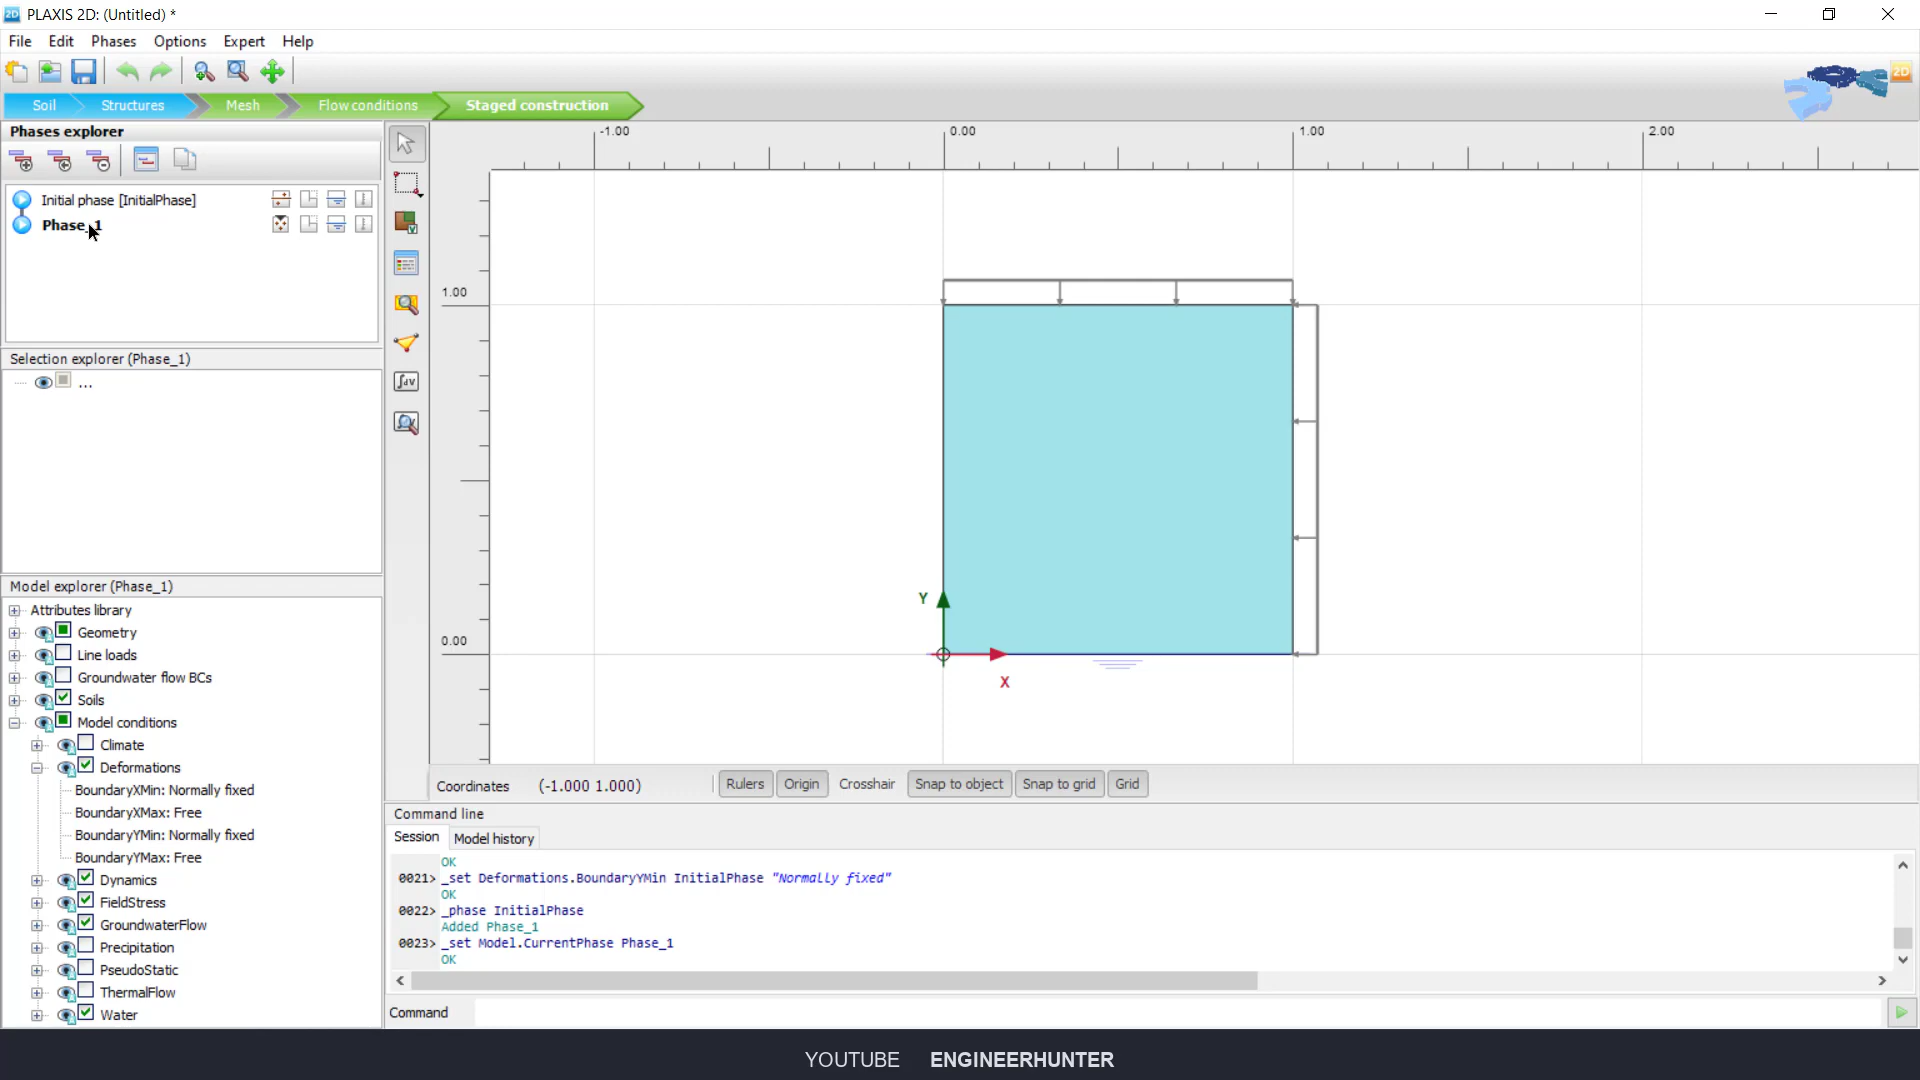 PLAXIS 2D: (Untitled) *
File Edit Phases Options Expert Help
Soil Structures Mesh Flow conditions Staged construction
Phases explorer
Initial phase [InitialPhase]
Phase_1
Selection explorer (Phase_1)
...
Model explorer (Phase_1)
Attributes library
Geometry
Line loads
Groundwater flow BCs
Soils
Model conditions
Climate
Deformations
BoundaryXMin: Normally fixed
BoundaryXMax: Free
BoundaryYMin: Normally fixed
BoundaryYMax: Free
Dynamics
FieldStress
GroundwaterFlow
Precipitation
PseudoStatic
ThermalFlow
Water
2D
-1.00 0.00 1.00 2.00
1.00
0.00
Y
X
Coordinates (-1.000 1.000) Rulers Origin Crosshair Snap to object Snap to grid Grid
Command line
Session Model history
OK
0021> _set Deformations.BoundaryYMin InitialPhase "Normally fixed"
OK
0022> _phase InitialPhase
Added Phase_1
0023> _set Model.CurrentPhase Phase_1
OK
Command
YOUTUBE ENGINEERHUNTER